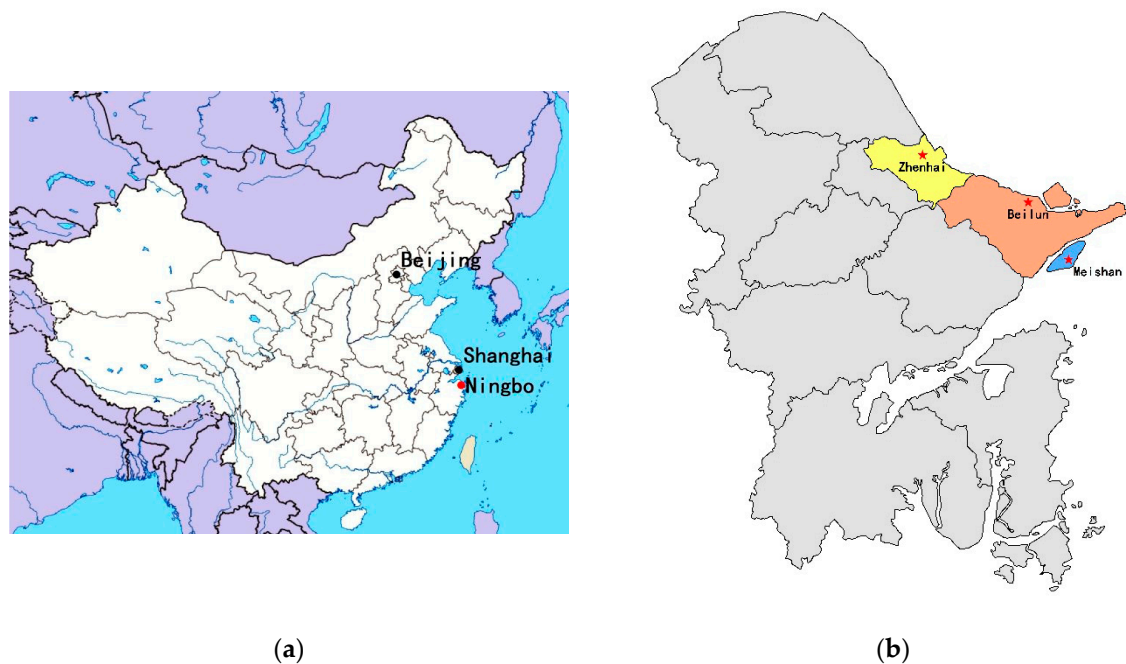 Beijing
Shanghai
Ningbo
Zhenhai
Beilun
Meishan
(a)
(b)